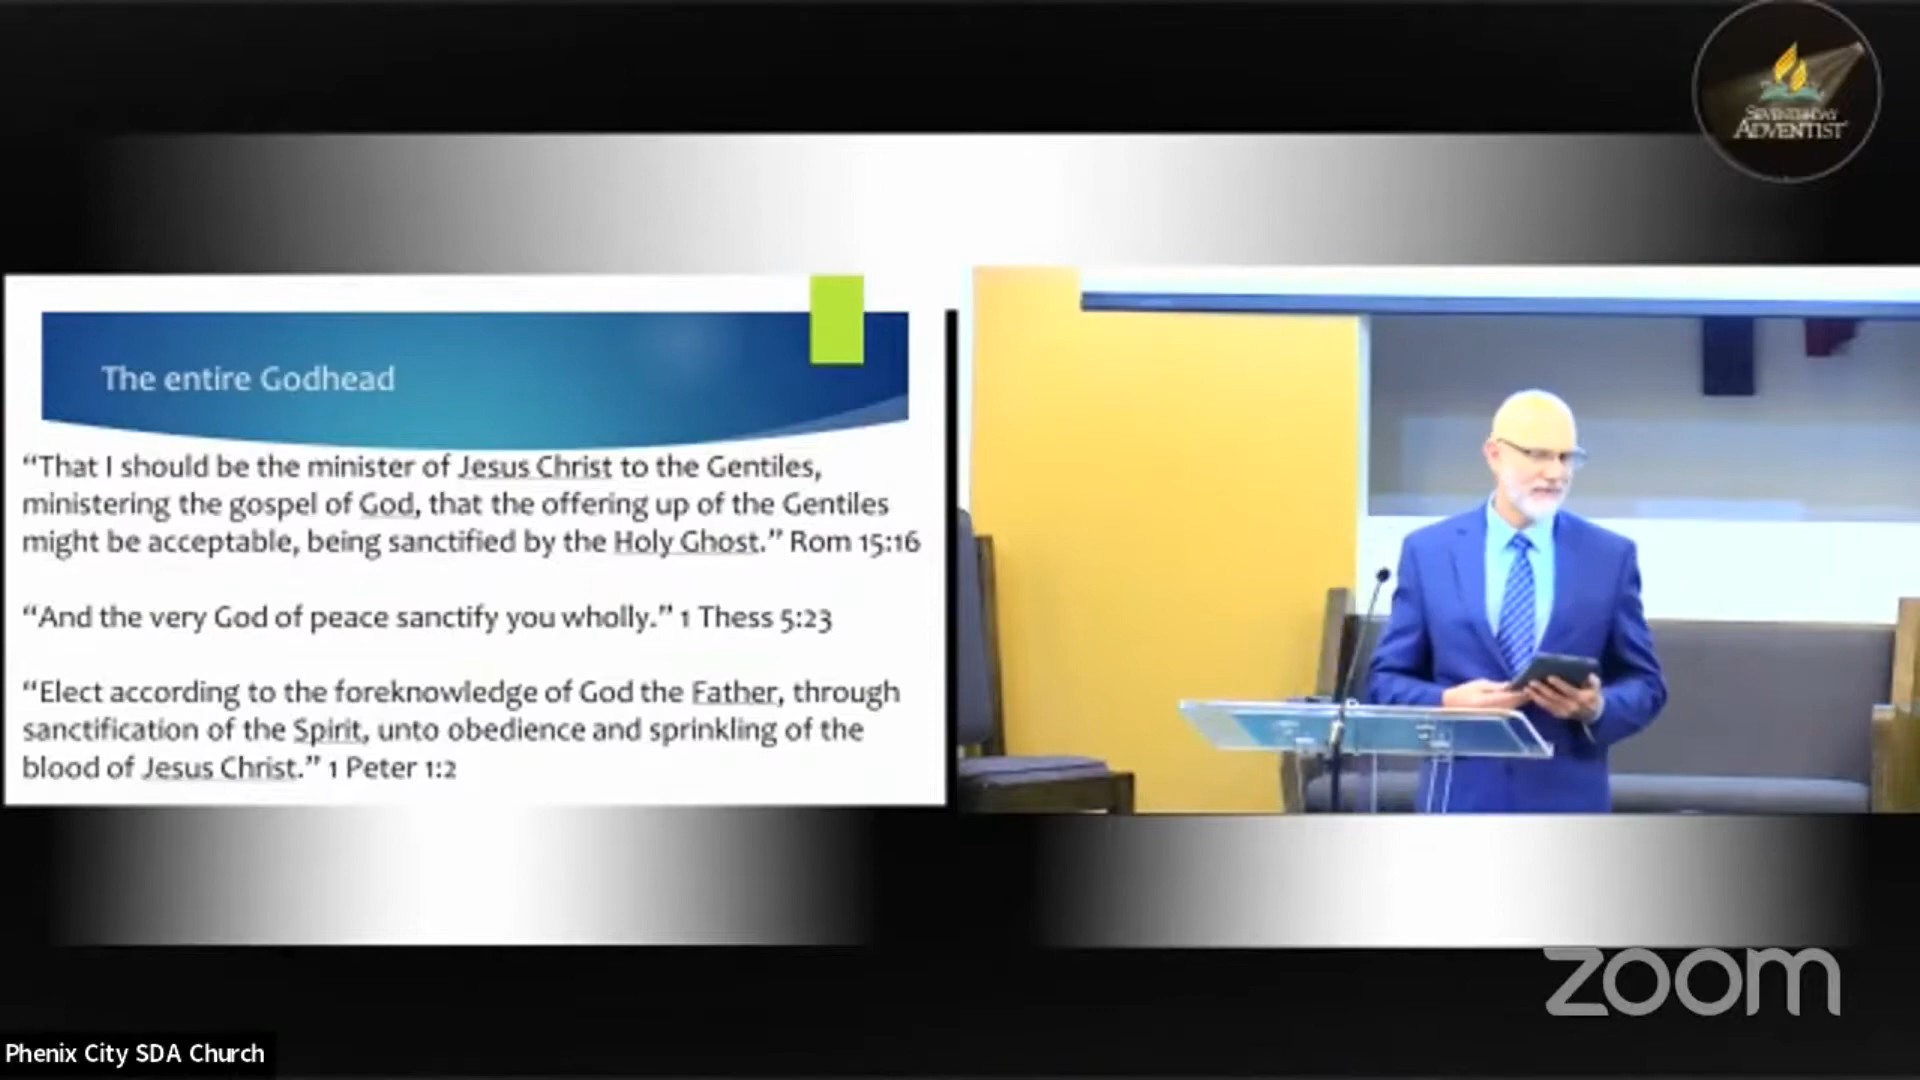 SEVENTH-DAY
ADVENTIST
The entire Godhead
“That I should be the minister of Jesus Christ to the Gentiles,
ministering the gospel of God, that the offering up of the Gentiles
might be acceptable, being sanctified by the Holy Ghost.” Rom 15:16
“And the very God of peace sanctify you wholly.” 1 Thess 5:23
“Elect according to the foreknowledge of God the Father, through
sanctification of the Spirit, unto obedience and sprinkling of the
blood of Jesus Christ.” 1 Peter 1:2
zoom
Phenix City SDA Church